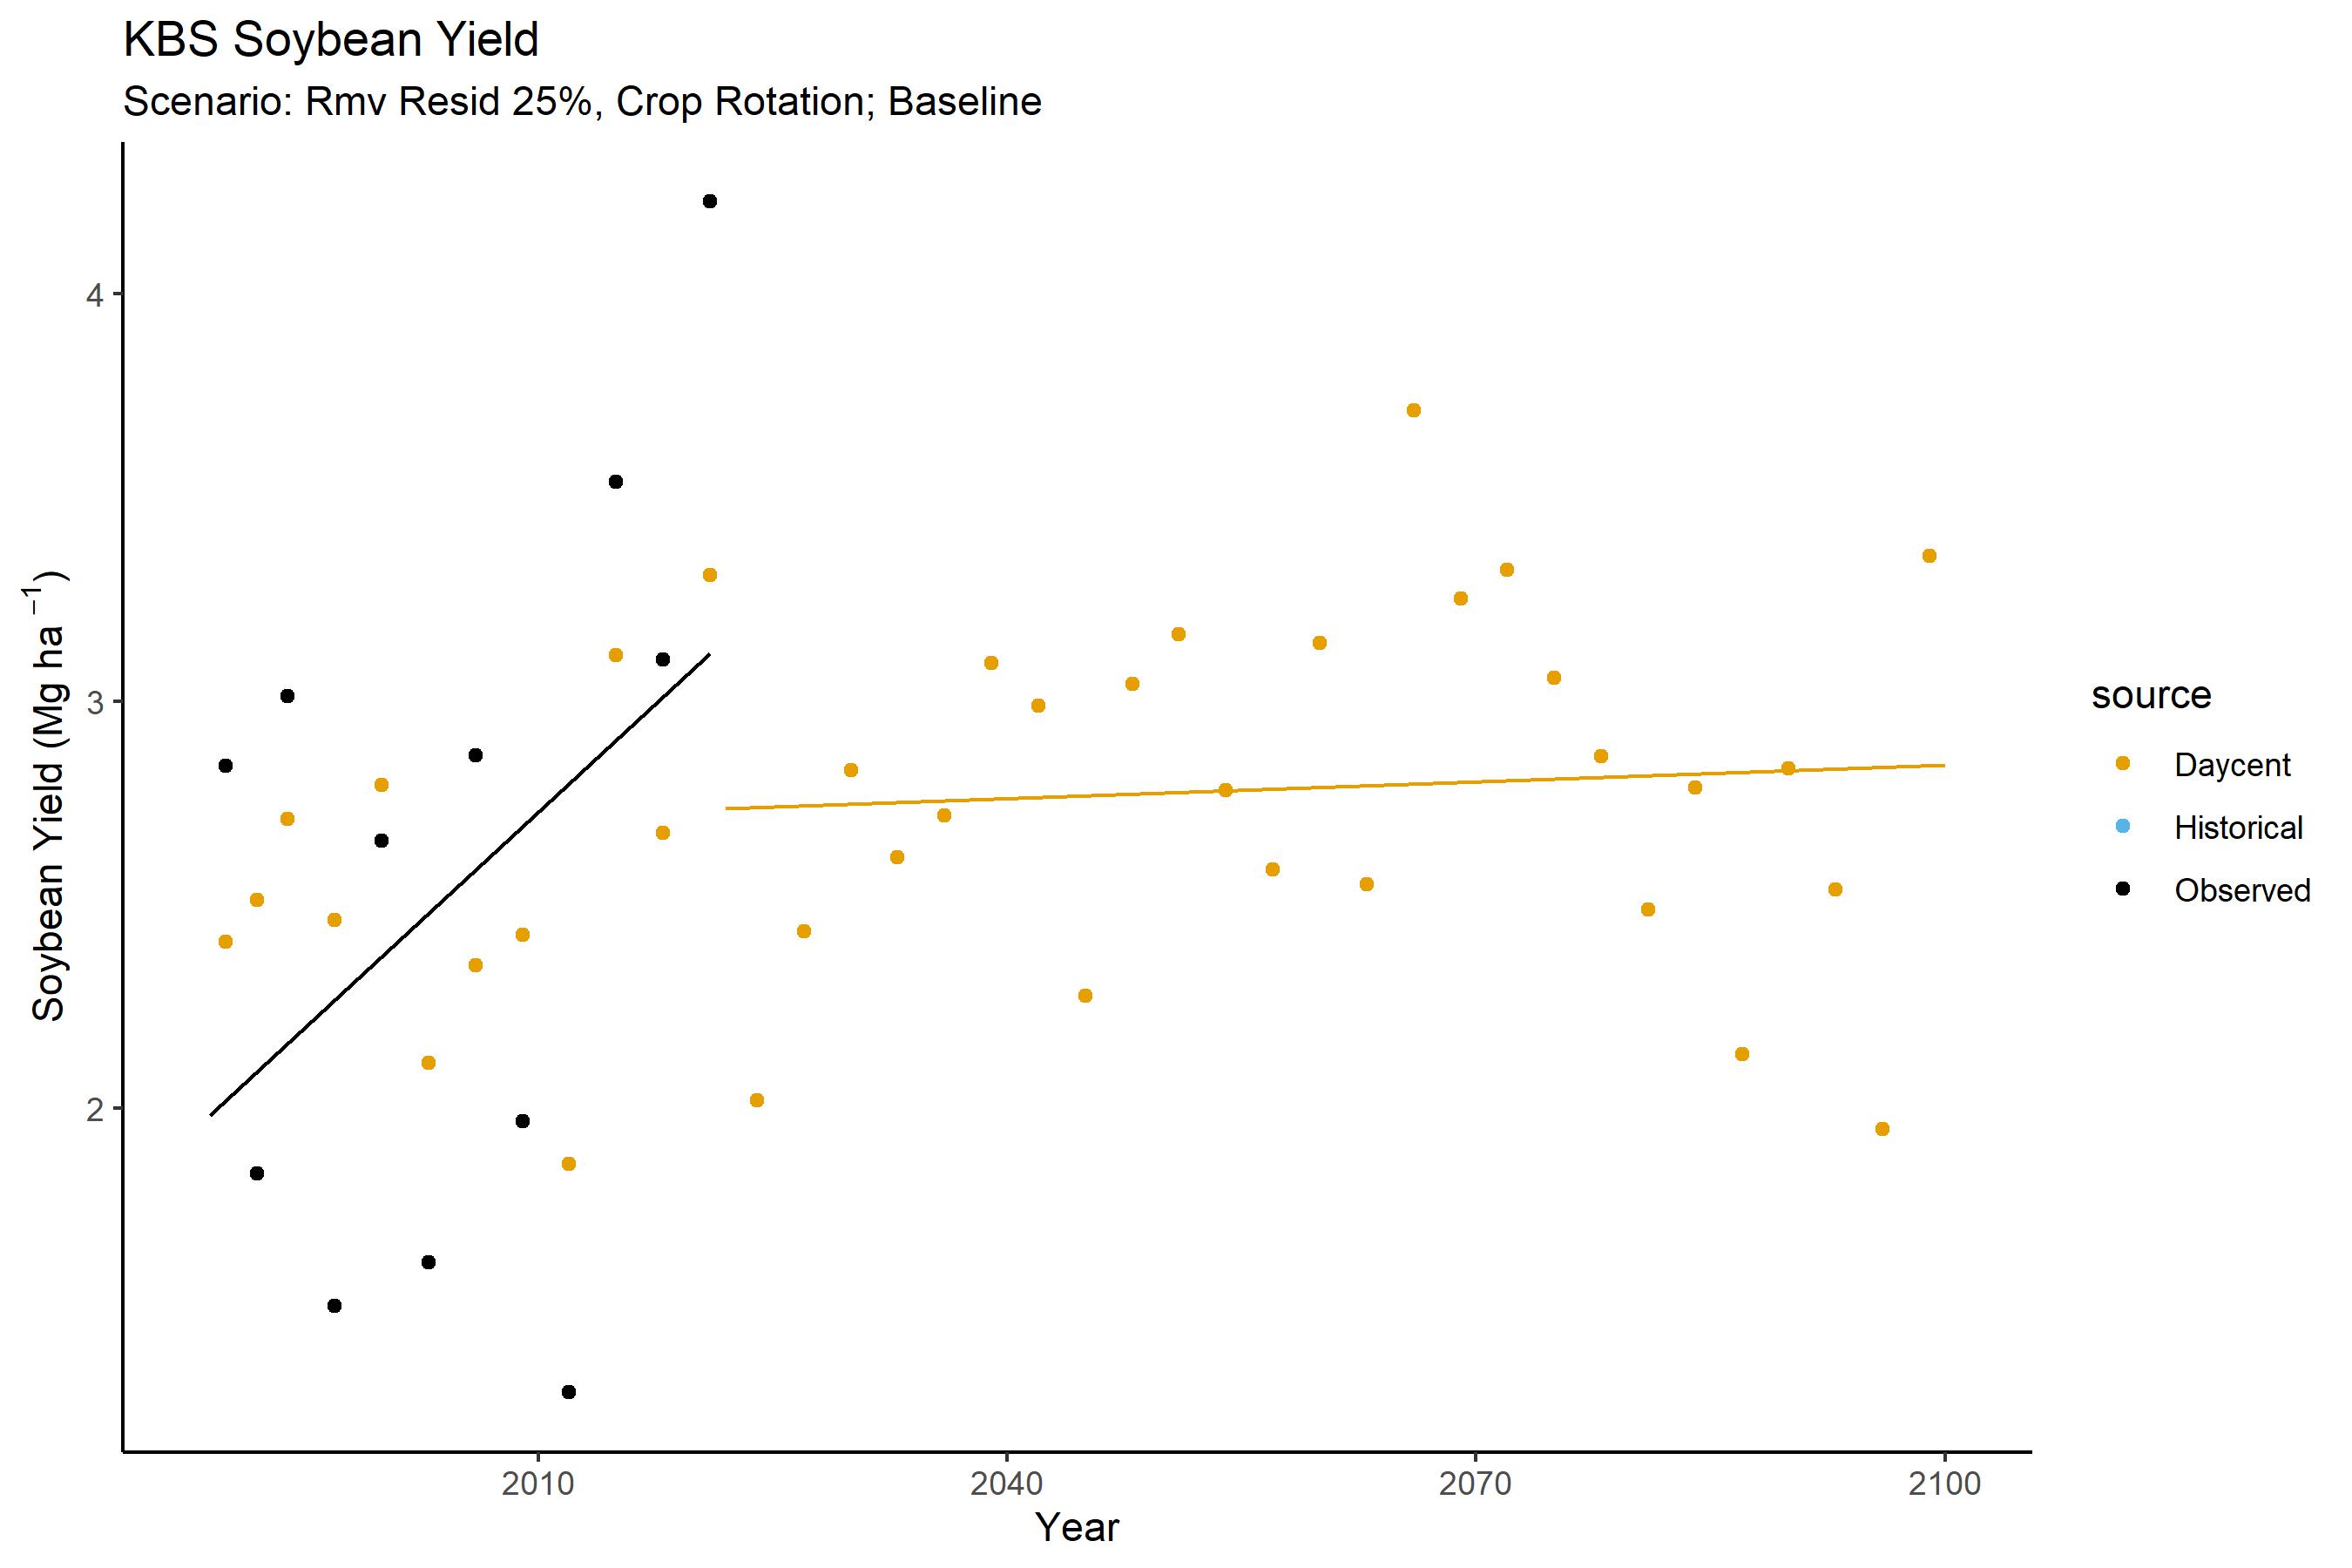 KBS Soybean Yield
Scenario: Rmv Resid 25%, Crop Rotation; Baseline
Soybean Yield (Mg ha⁻¹)
4
3
2
2010
2040
2070
2100
Year
source
Daycent
Historical
Observed